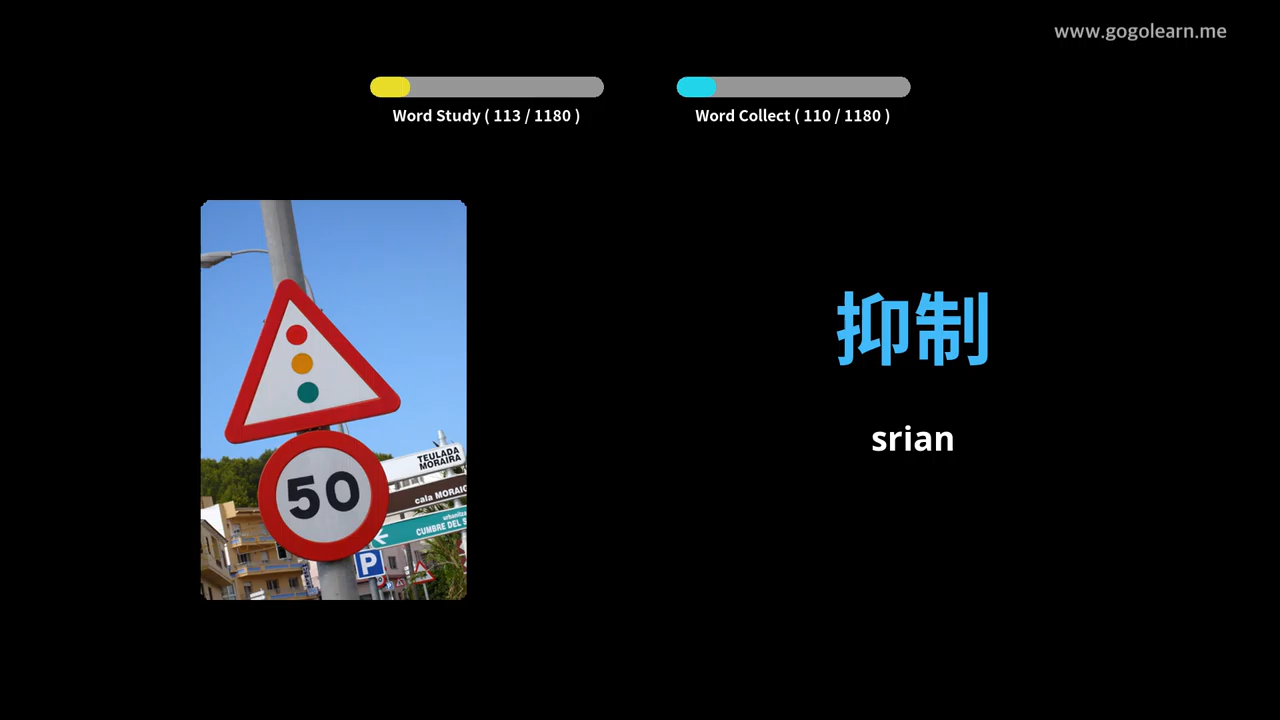 www.gogolearn.me
Word Study ( 113 / 1180 )
Word Collect ( 110 / 1180 )
抑制
srian
50
TEULADA
MORAIRA
cala MORAIG
CUMBRE DEL S
P